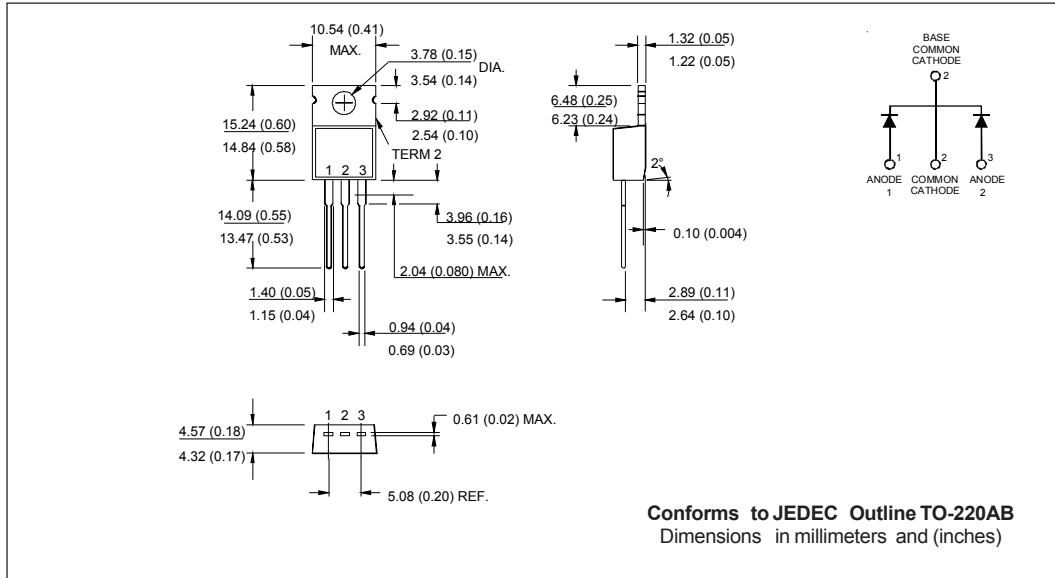 10.54 (0.41)
MAX.
3.78 (0.15)
3.54 (0.14)
DIA.
2.92 (0.11)
2.54 (0.10)
TERM 2
15.24 (0.60)
14.84 (0.58)
1 2 3
14.09 (0.55)
13.47 (0.53)
3.96 (0.16)
3.55 (0.14)
2.04 (0.080) MAX.
1.40 (0.05)
1.15 (0.04)
0.94 (0.04)
0.69 (0.03)
1.32 (0.05)
1.22 (0.05)
6.48 (0.25)
6.23 (0.24)
2°
0.10 (0.004)
2.89 (0.11)
2.64 (0.10)
BASE
COMMON
CATHODE
2
1 2 3
ANODE COMMON ANODE
1 CATHODE 2
1 2 3
0.61 (0.02) MAX.
4.57 (0.18)
4.32 (0.17)
5.08 (0.20) REF.
Conforms to JEDEC Outline TO-220AB
Dimensions in millimeters and (inches)